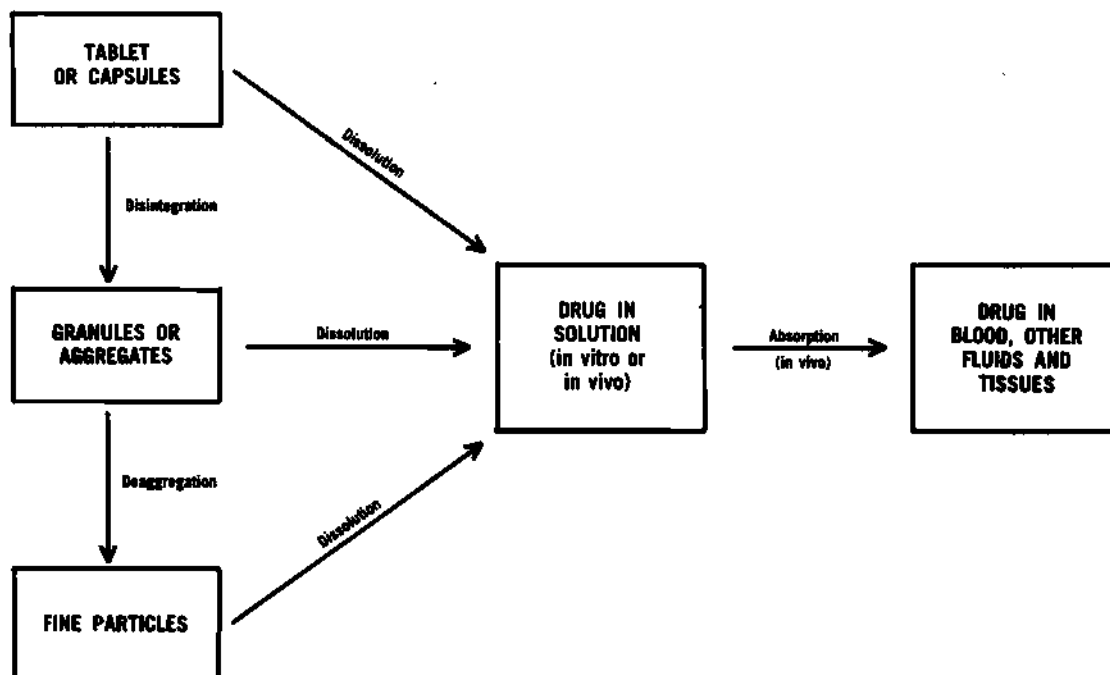 TABLET
OR CAPSULES
Dissolution
Disintegration
GRANULES OR
AGGREGATES
Dissolution
DRUG IN
SOLUTION
(in vitro or
in vivo)
Absorption
(in vivo)
DRUG IN
BLOOD, OTHER
FLUIDS AND
TISSUES
Deaggregation
Dissolution
FINE PARTICLES